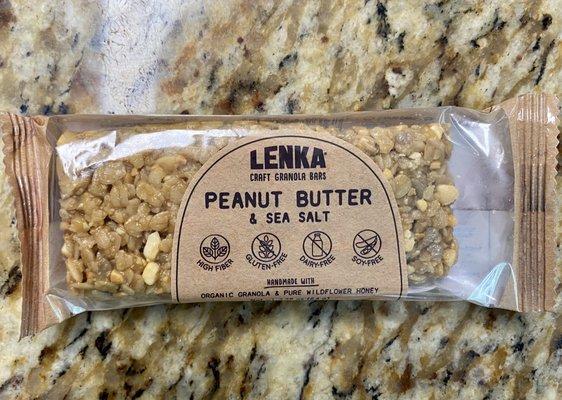 LENKA
CRAFT GRANOLA BARS
PEANUT BUTTER
& SEA SALT
HIGH FIBER
GLUTEN-FREE
DAIRY-FREE
SOY-FREE
HANDMADE WITH
ORGANIC GRANOLA & PURE WILDFLOWER HONEY